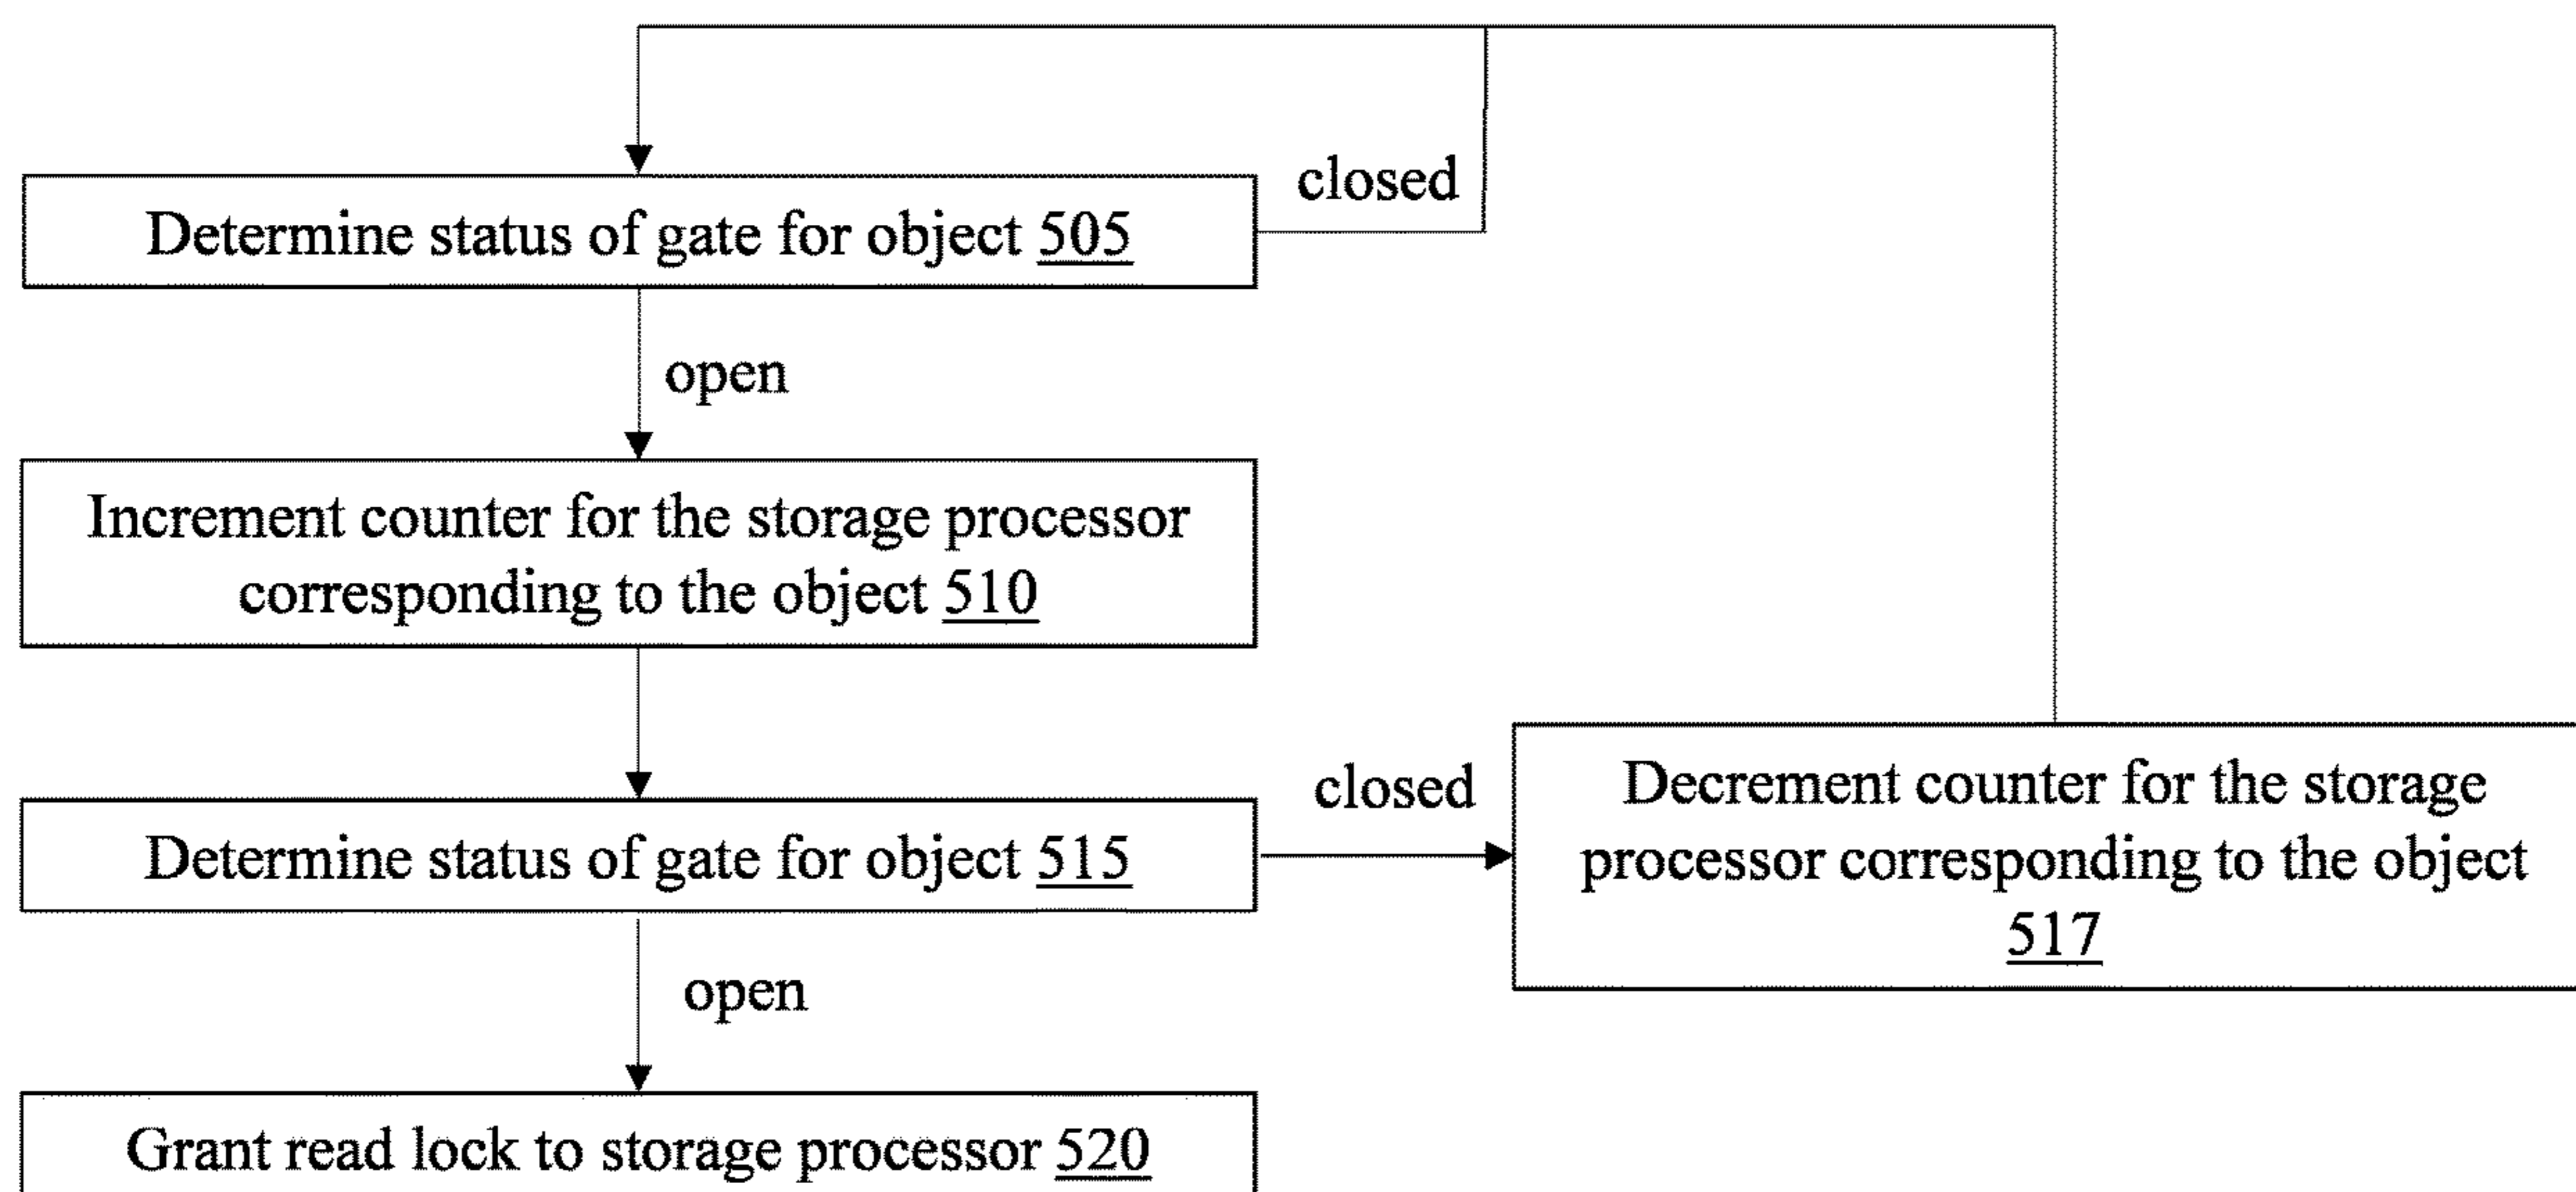 closed
Determine status of gate for object 505
open
Increment counter for the storage processor
corresponding to the object 510
closed
Determine status of gate for object 515
Decrement counter for the storage
processor corresponding to the object
517
open
Grant read lock to storage processor 520